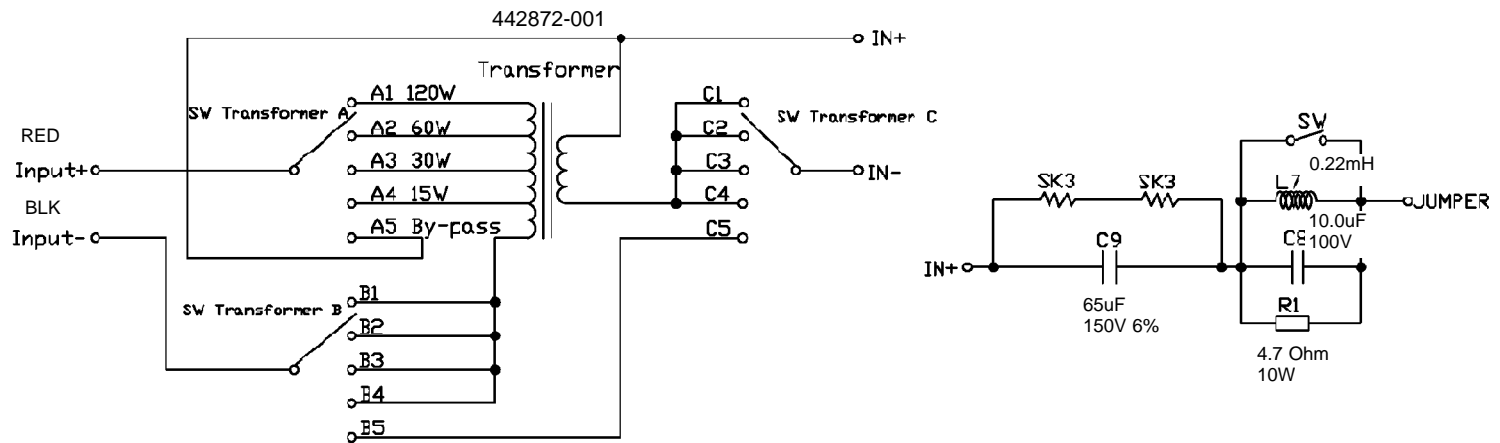 442872-001
IN+
Transformer
A1 120W
SW Transformer A
A2 60W
A3 30W
A4 15W
A5 By-pass
RED
Input+
BLK
Input-
C1
C2
C3
C4
C5
SW Transformer C
IN-
SW Transformer B
B1
B2
B3
B4
B5
SW
0.22mH
SK3
SK3
L7
JUMPER
10.0uF
100V
C9
C8
IN+
65uF
150V 6%
R1
4.7 Ohm
10W